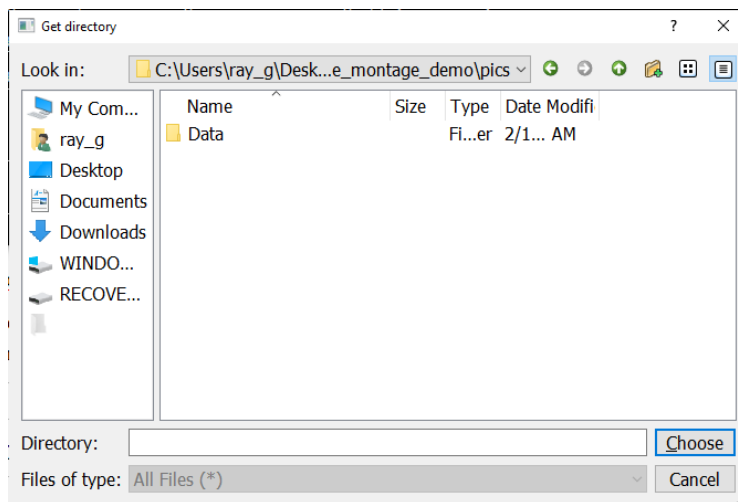 Get directory ?
Look in: C:\Users\ray_g\Desk...e_montage_demo\pics
My Com...
ray_g
Desktop
Documents
Downloads
WINDO...
RECOVE...
Name Size Type Date Modifi
Data Fi...er 2/1... AM
Directory: Choose
Files of type: All Files (*) Cancel